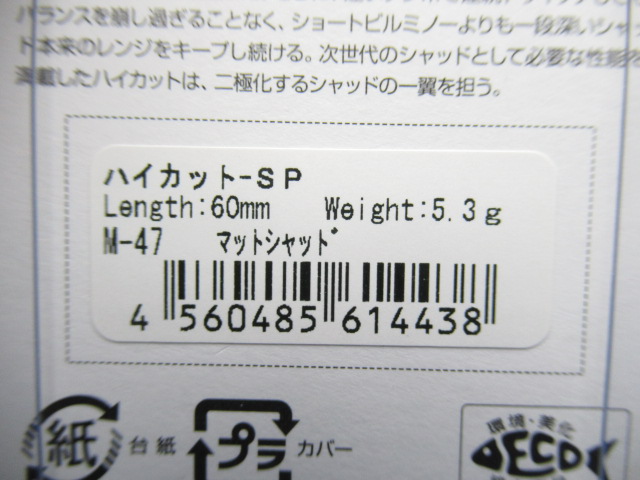 バランスを崩し過ぎることなく、ショートビルミノーよりも一段深いシャッ
ト本来のレンジをキープし続ける。次世代のシャッドとして必要な性能を
満載したハイカットは、二極化するシャッドの一翼を担う。
ハイカット-SP
Length:60mm Weight:5.3g
M-47 マットシャッド
4 560485 614438
紙 台紙 プラ カバー
環境・美化
ECO